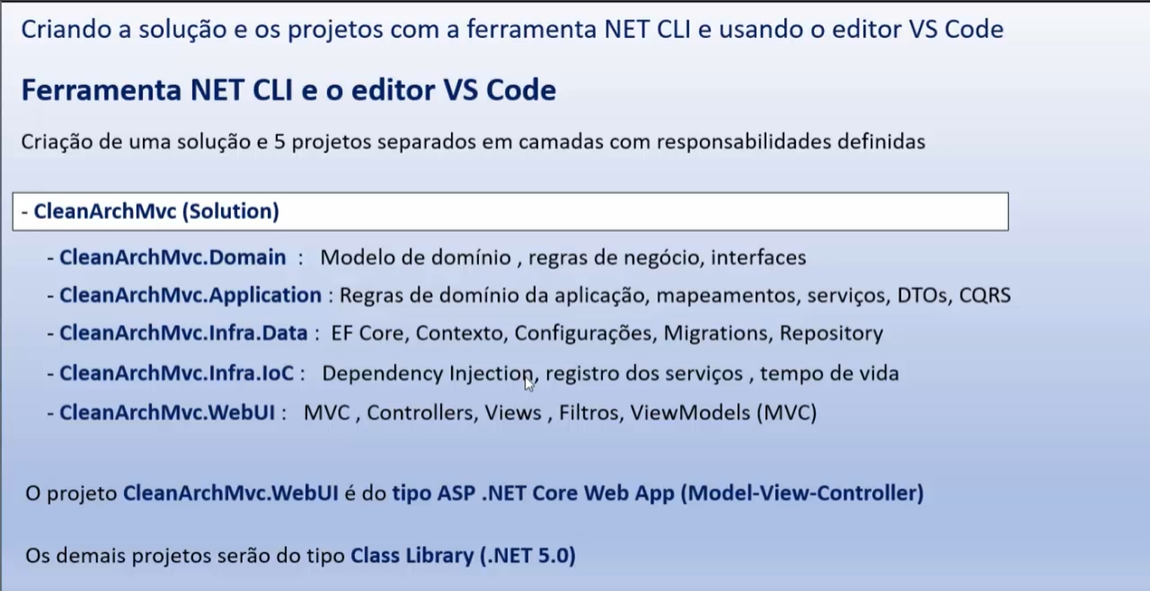 Criando a solução e os projetos com a ferramenta NET CLI e usando o editor VS Code
Ferramenta NET CLI e o editor VS Code
Criação de uma solução e 5 projetos separados em camadas com responsabilidades definidas
- CleanArchMvc (Solution)
- CleanArchMvc.Domain : Modelo de domínio , regras de negócio, interfaces
- CleanArchMvc.Application : Regras de domínio da aplicação, mapeamentos, serviços, DTOs, CQRS
- CleanArchMvc.Infra.Data : EF Core, Contexto, Configurações, Migrations, Repository
- CleanArchMvc.Infra.IoC : Dependency Injection, registro dos serviços , tempo de vida
- CleanArchMvc.WebUI : MVC , Controllers, Views , Filtros, ViewModels (MVC)
O projeto CleanArchMvc.WebUI é do tipo ASP .NET Core Web App (Model-View-Controller)
Os demais projetos serão do tipo Class Library (.NET 5.0)